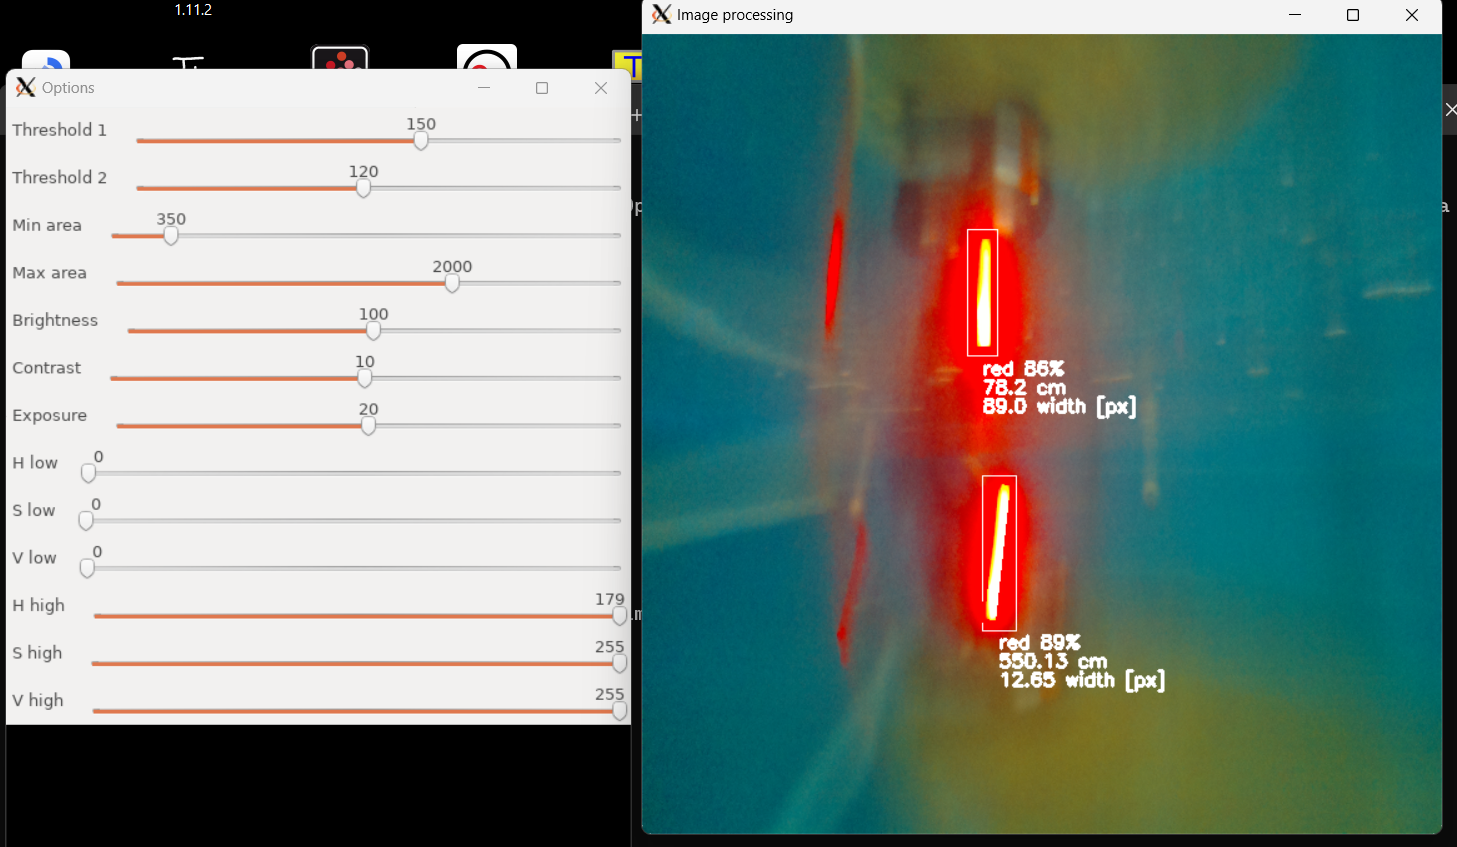 1.11.2
Image processing
Options
Threshold 1
150
Threshold 2
120
Min area
350
Max area
2000
Brightness
100
Contrast
10
Exposure
20
H low
0
S low
0
V low
0
H high
179
S high
255
V high
255
red 86%
78.2 cm
89.0 width [px]
red 89%
550.13 cm
12.65 width [px]